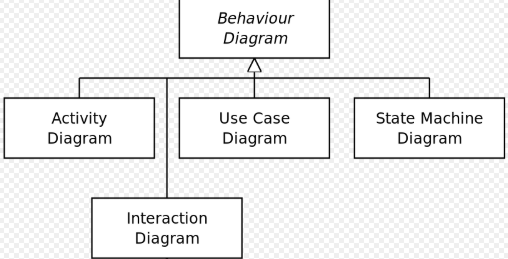 Behaviour
Diagram
Activity
Diagram
Use Case
Diagram
State Machine
Diagram
Interaction
Diagram